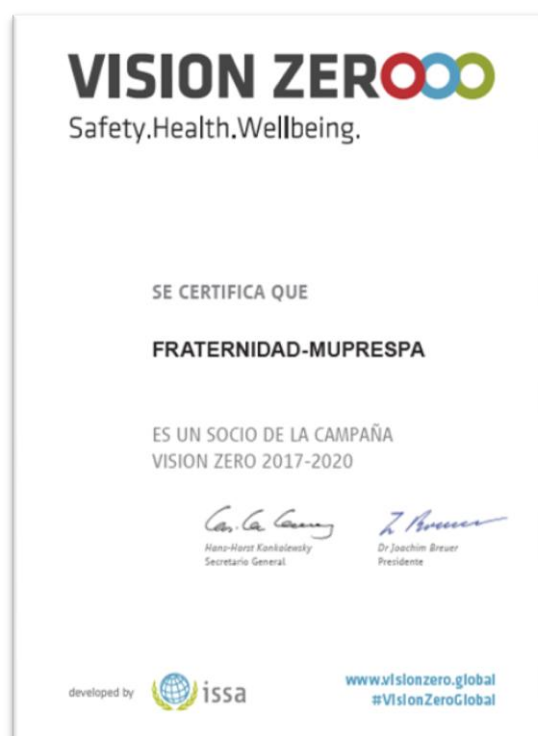 VISION ZEROOO
Safety.Health.Wellbeing.
SE CERTIFICA QUE
FRATERNIDAD-MUPRESPA
ES UN SOCIO DE LA CAMPAÑA
VISION ZERO 2017-2020
Hans-Horst Konkolewsky
Secretario General
Dr Joachim Breuer
Presidente
developed by issa
www.visionzero.global
#VisionZeroGlobal